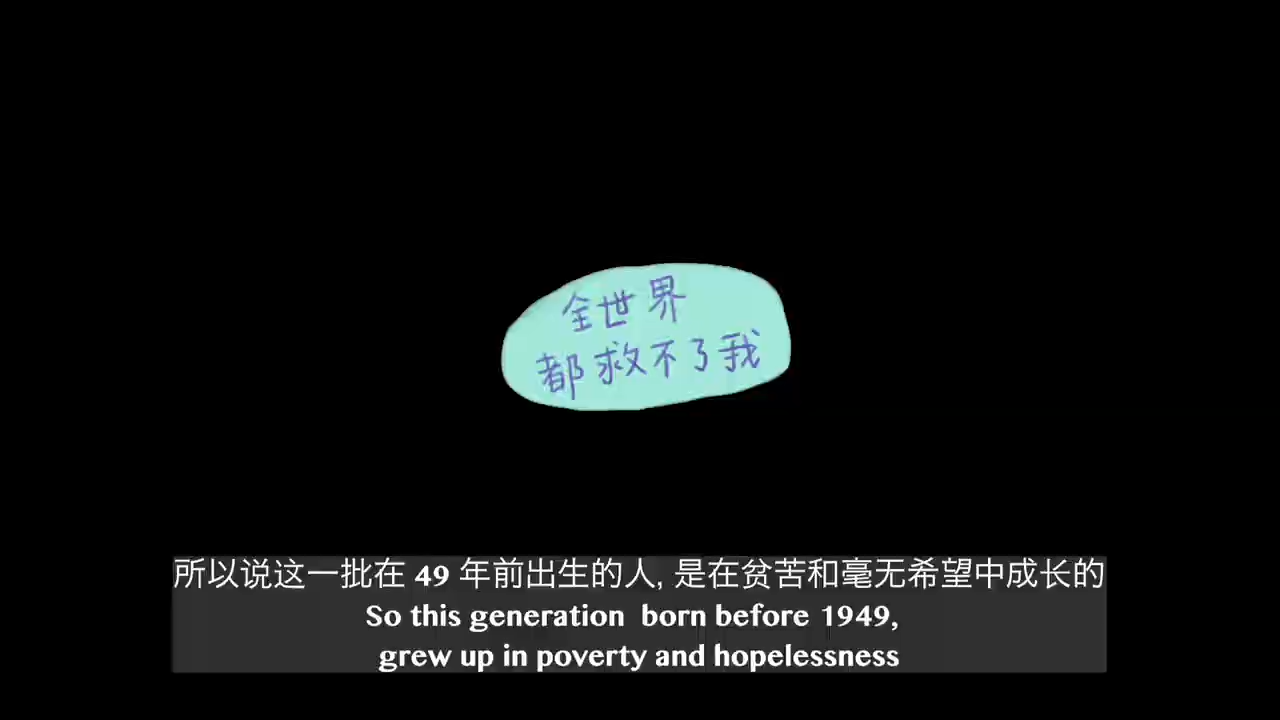 全世界
都救不了我
所以说这一批在 49 年前出生的人, 是在贫苦和毫无希望中成长的
So this generation born before 1949,
grew up in poverty and hopelessness